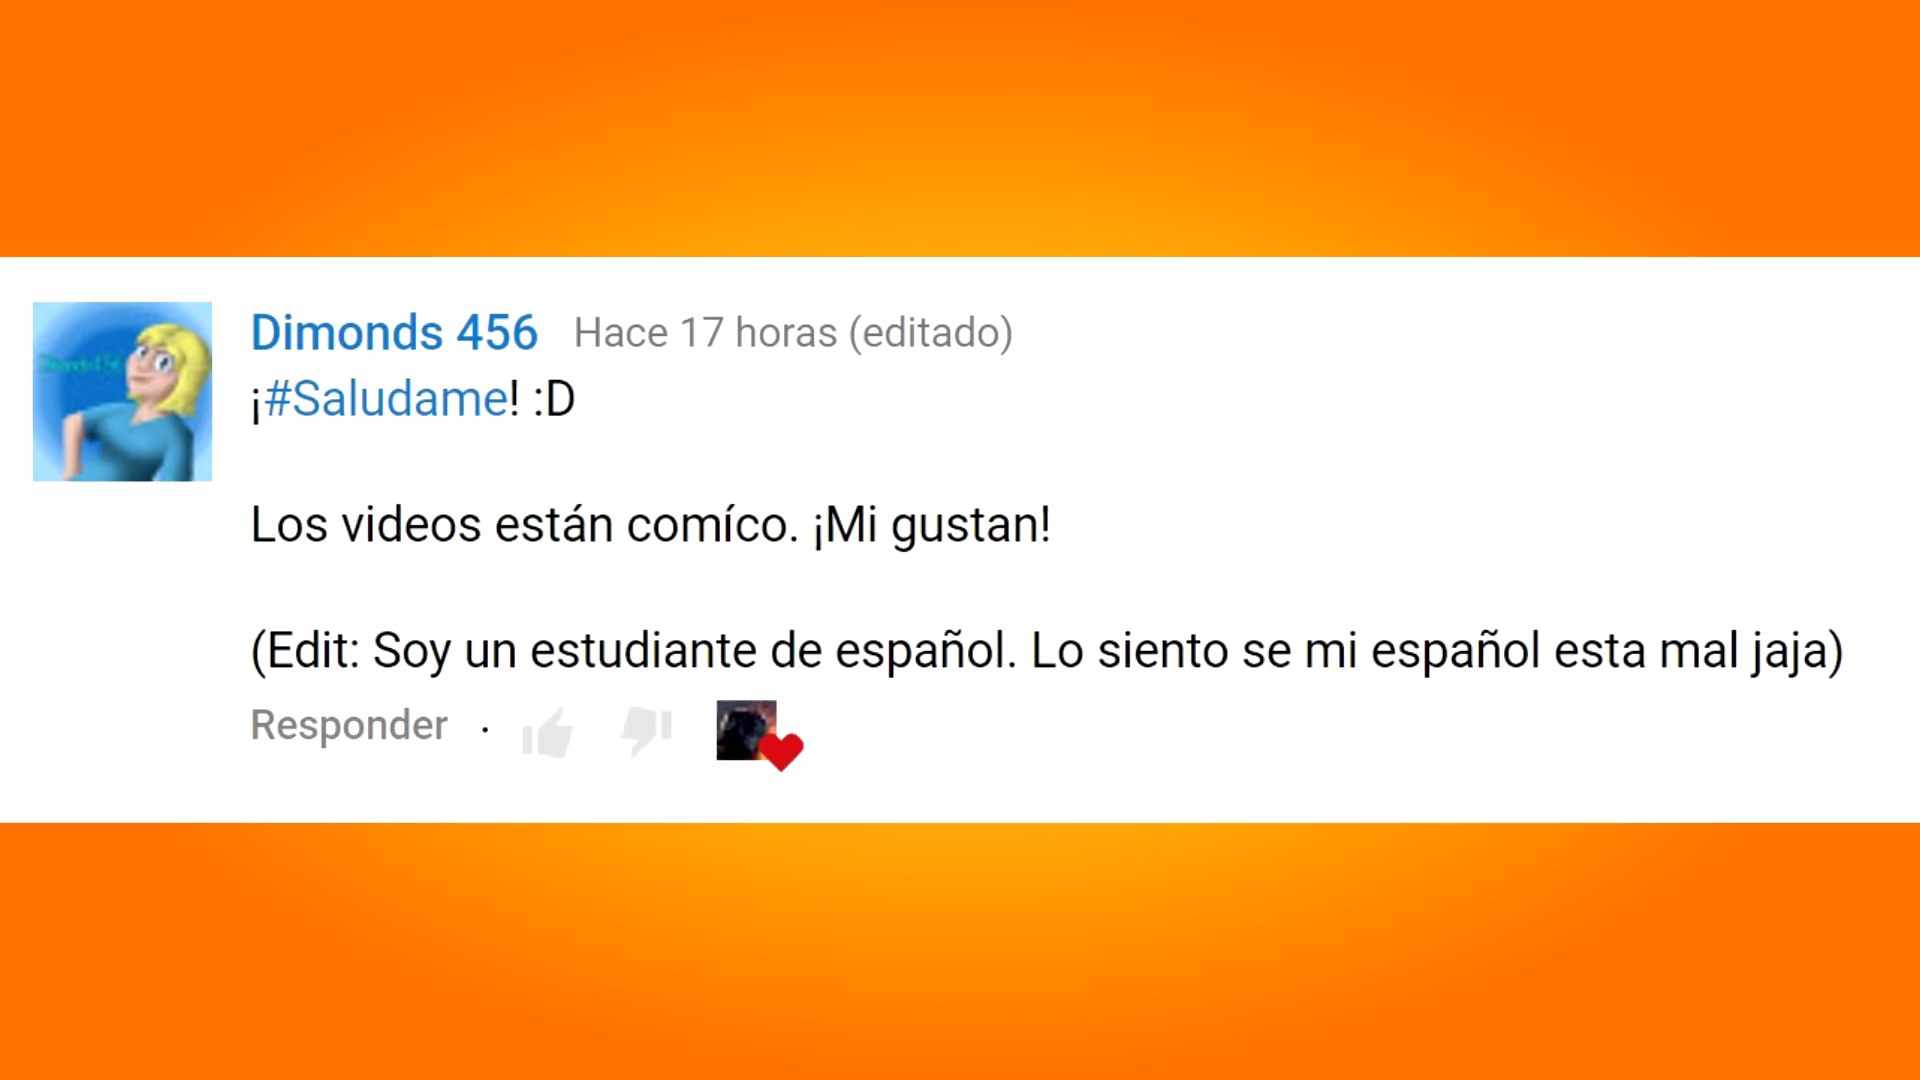 Dimonds 456 Hace 17 horas (editado)
¡#Saludame! :D
Los videos están comíco. ¡Mi gustan!
(Edit: Soy un estudiante de español. Lo siento se mi español esta mal jaja)
Responder ·